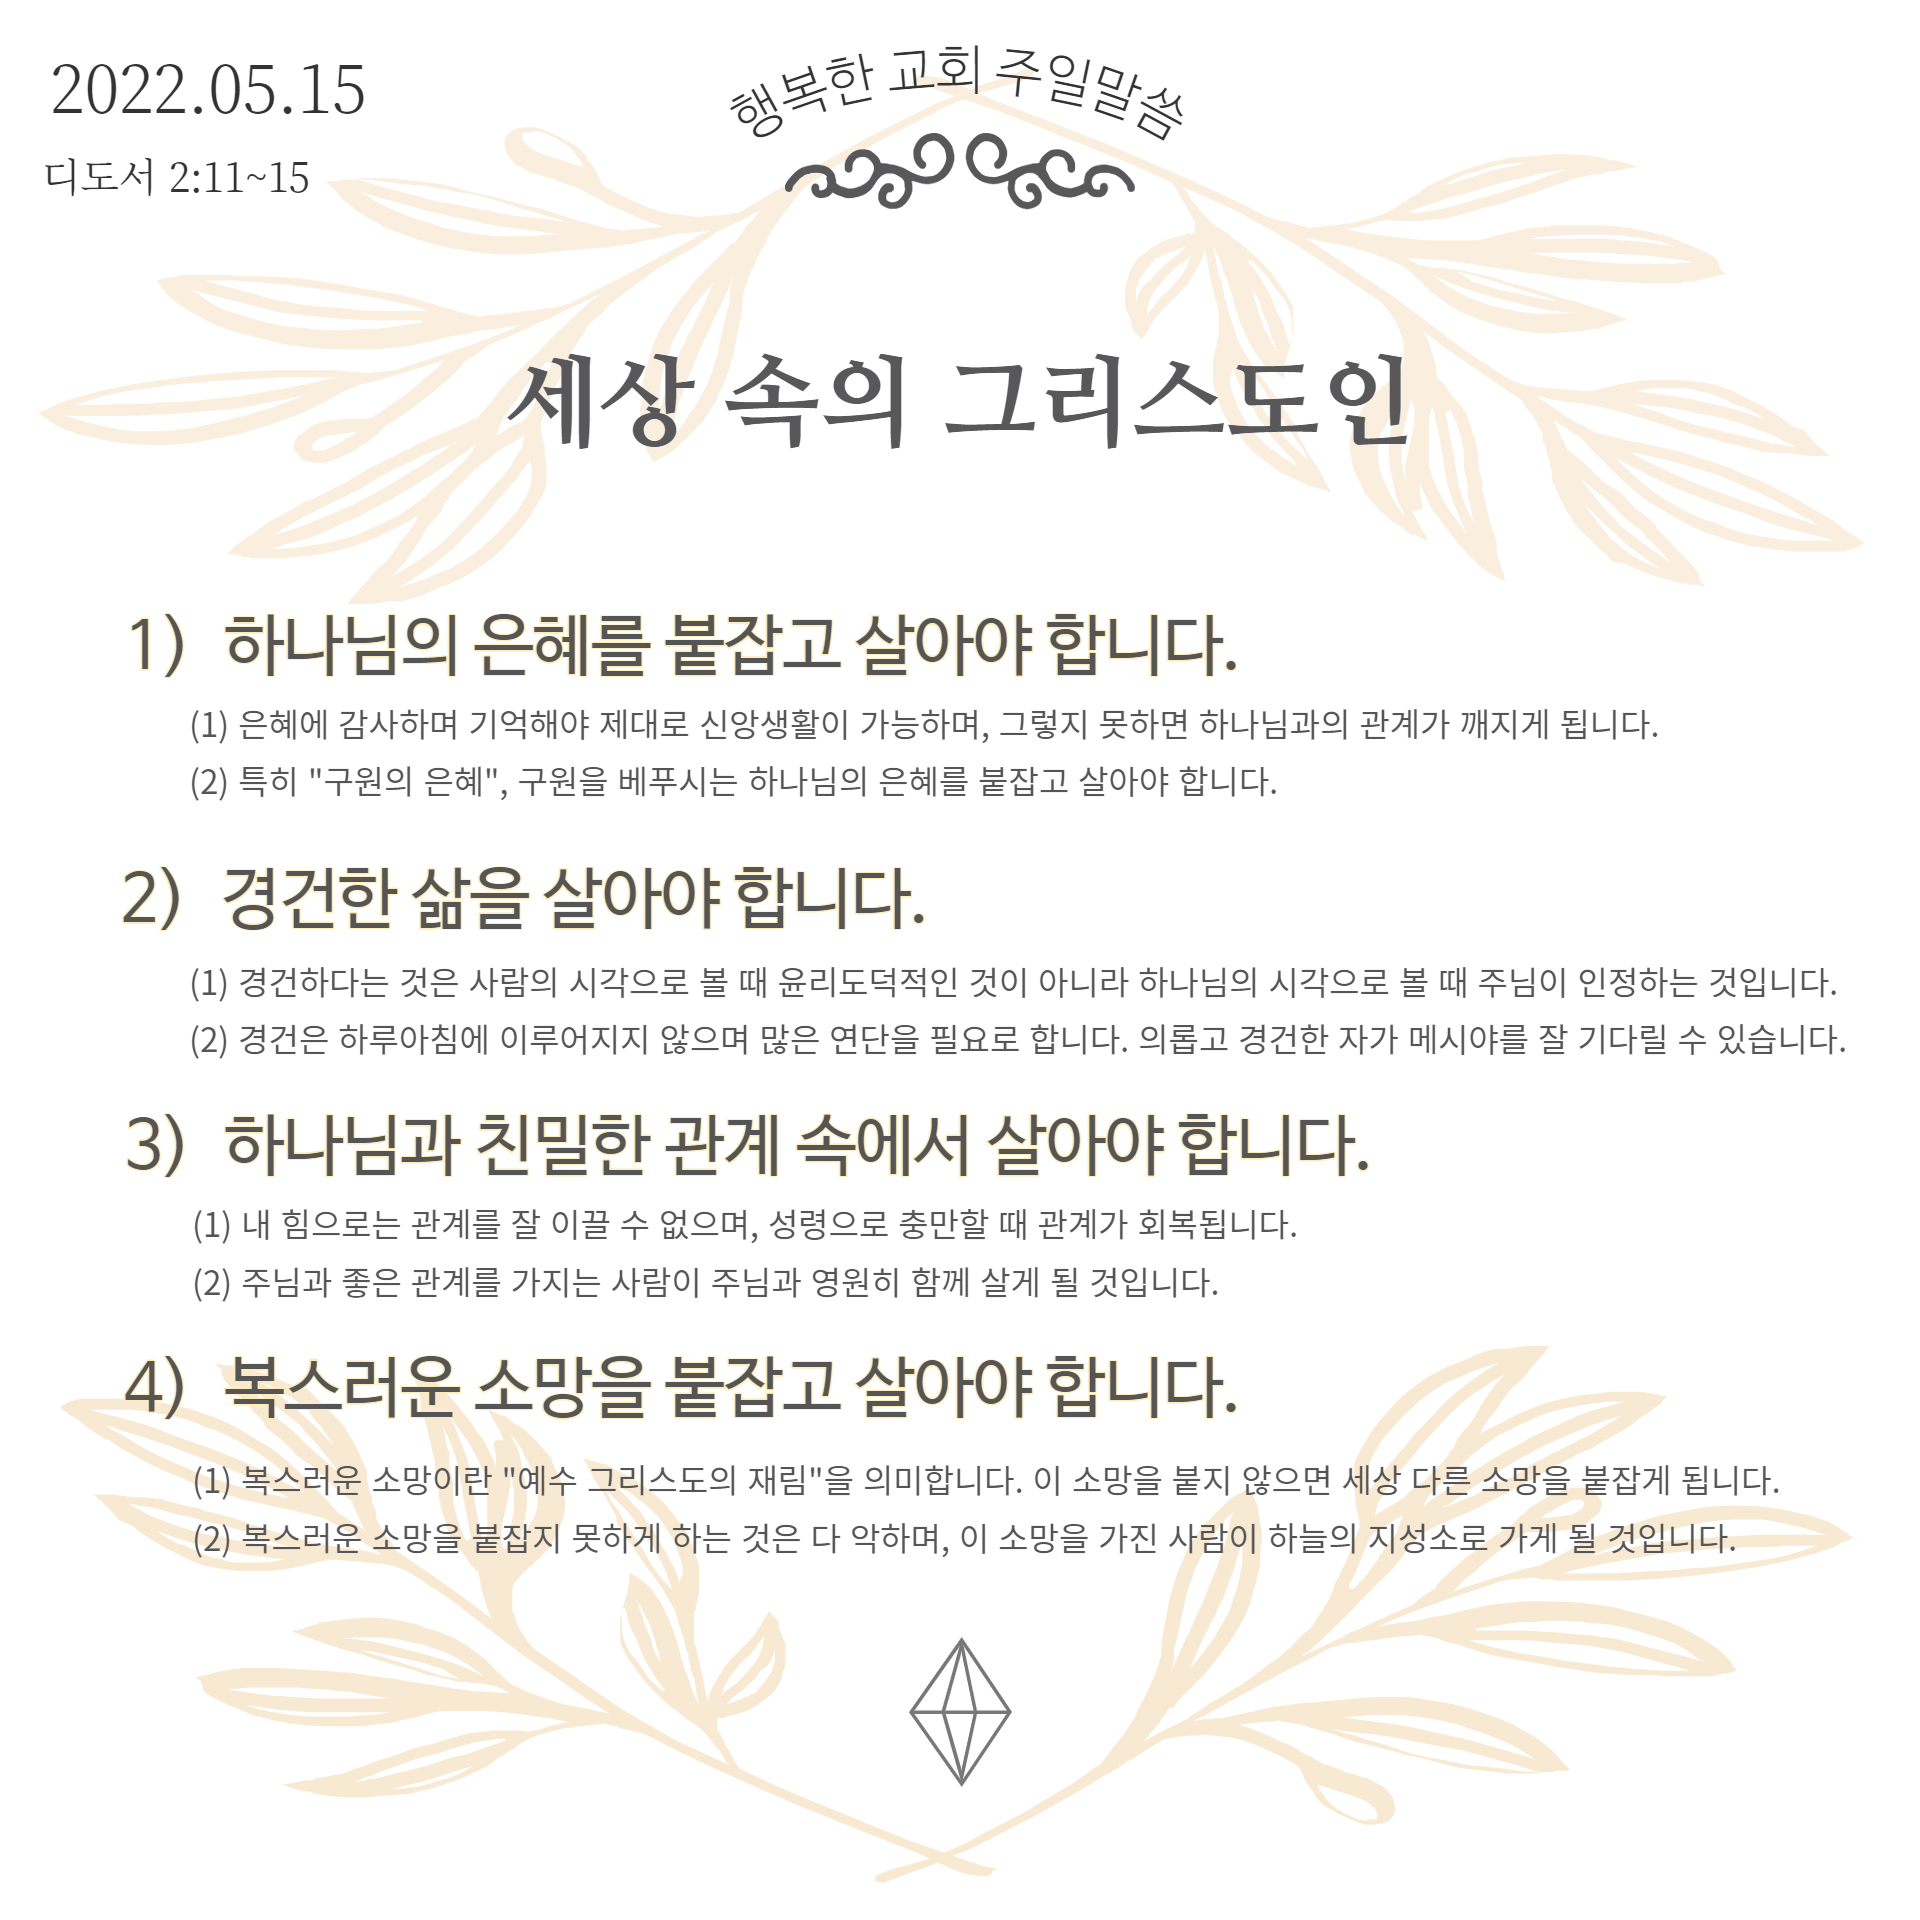 2022.05.15
행복한 교회 주일말씀
디도서 2:11~15
세상 속의 그리스도인
1) 하나님의 은혜를 붙잡고 살아야 합니다.
(1) 은혜에 감사하며 기억해야 제대로 신앙생활이 가능하며, 그렇지 못하면 하나님과의 관계가 깨지게 됩니다.
(2) 특히 "구원의 은혜", 구원을 베푸시는 하나님의 은혜를 붙잡고 살아야 합니다.
2) 경건한 삶을 살아야 합니다.
(1) 경건하다는 것은 사람의 시각으로 볼 때 윤리도덕적인 것이 아니라 하나님의 시각으로 볼 때 주님이 인정하는 것입니다.
(2) 경건은 하루아침에 이루어지지 않으며 많은 연단을 필요로 합니다. 의롭고 경건한 자가 메시야를 잘 기다릴 수 있습니다.
3) 하나님과 친밀한 관계 속에서 살아야 합니다.
(1) 내 힘으로는 관계를 잘 이끌 수 없으며, 성령으로 충만할 때 관계가 회복됩니다.
(2) 주님과 좋은 관계를 가지는 사람이 주님과 영원히 함께 살게 될 것입니다.
4) 복스러운 소망을 붙잡고 살아야 합니다.
(1) 복스러운 소망이란 "예수 그리스도의 재림"을 의미합니다. 이 소망을 붙지 않으면 세상 다른 소망을 붙잡게 됩니다.
(2) 복스러운 소망을 붙잡지 못하게 하는 것은 다 악하며, 이 소망을 가진 사람이 하늘의 지성소로 가게 될 것입니다.